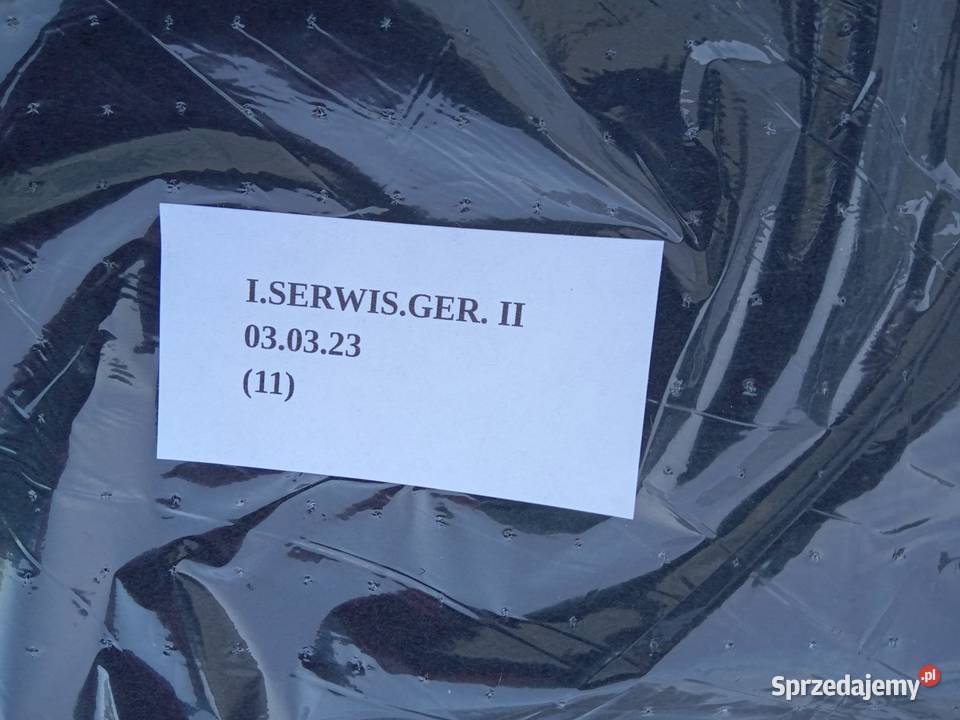 I.SERWIS.GER. II
03.03.23
(11)
Sprzedajemy.pl